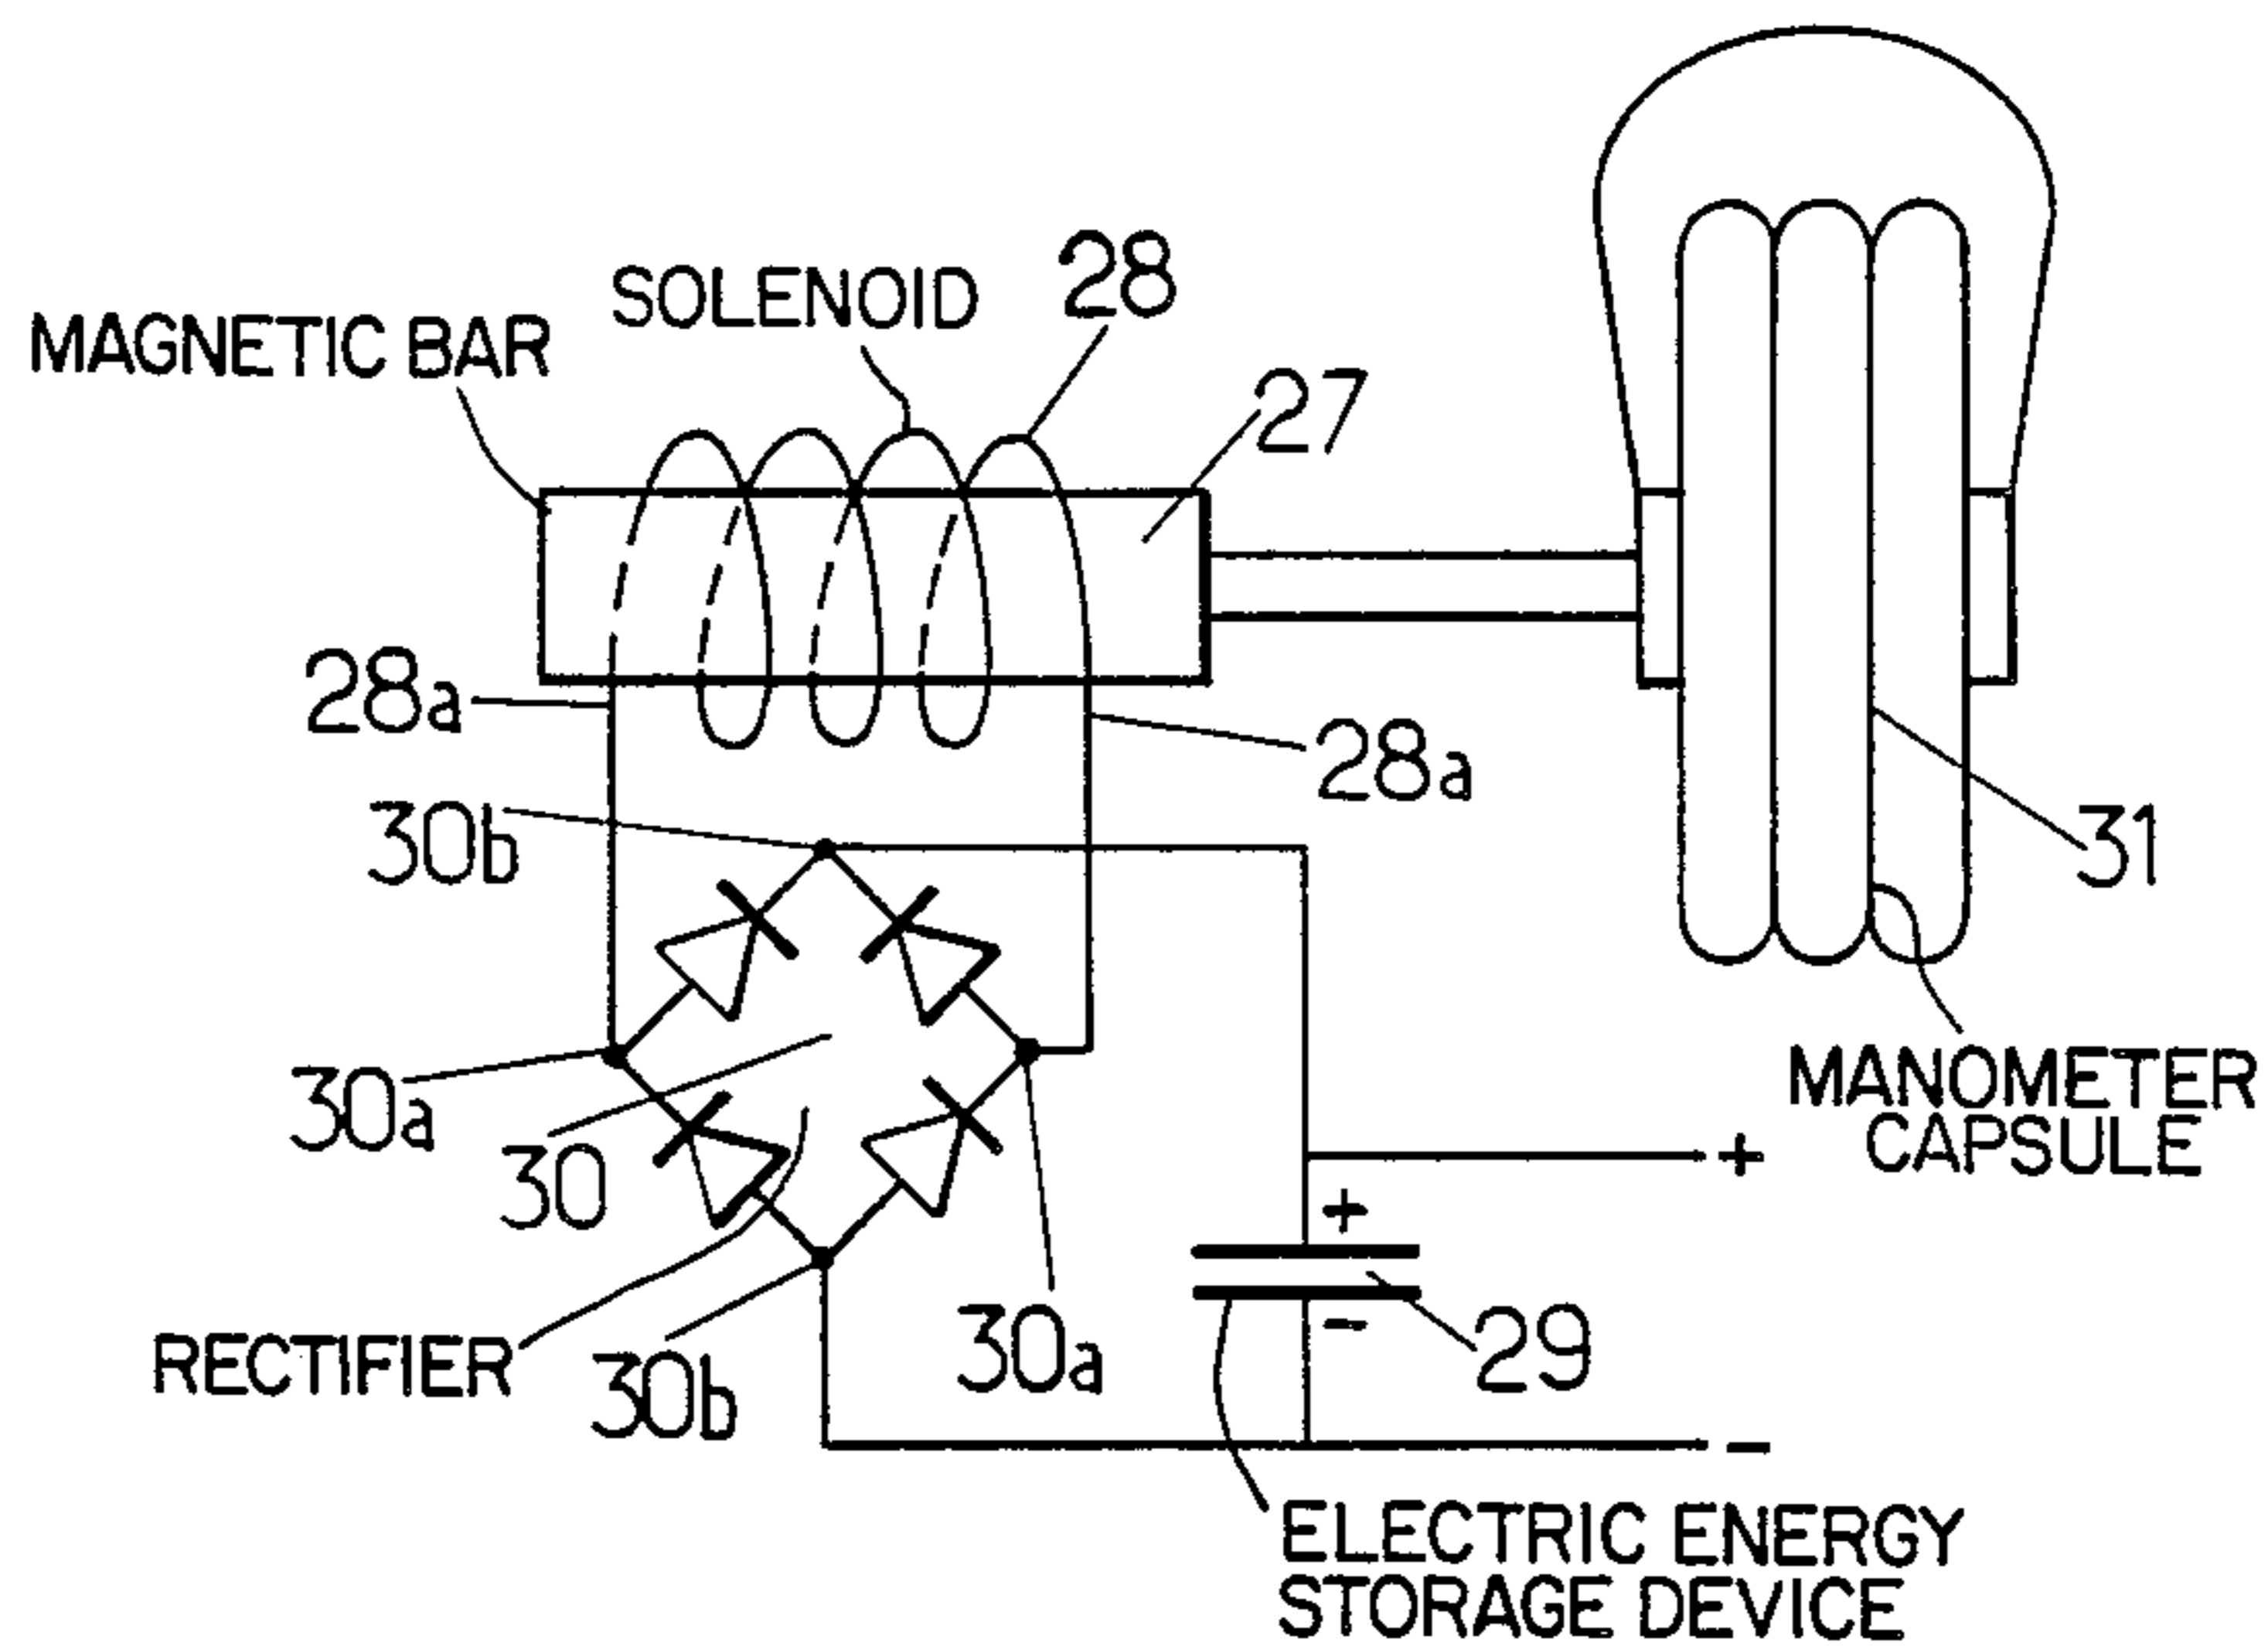 SOLENOID
28
MAGNETIC BAR
27
28a
28a
30b
31
30a
30
MANOMETER
CAPSULE
+
+
-
RECTIFIER
30b
30a
29
-
ELECTRIC ENERGY
STORAGE DEVICE